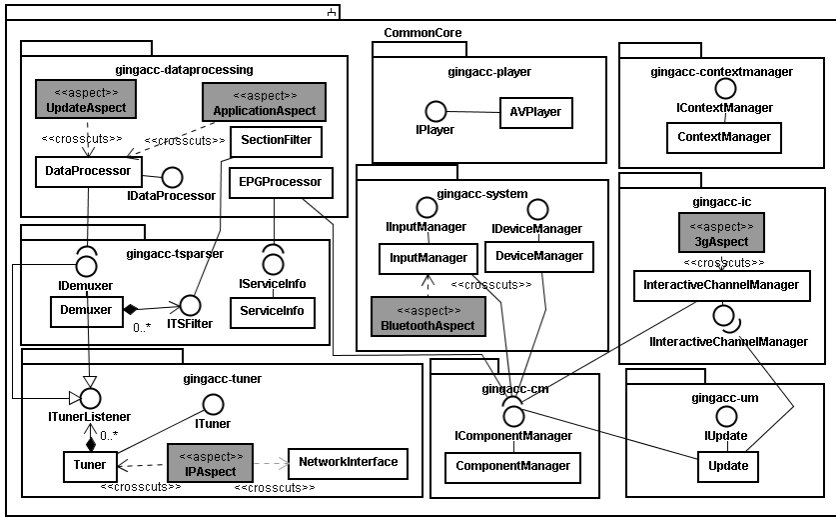 CommonCore
gingacc-dataprocessing
<<aspect>>
UpdateAspect
<<aspect>>
ApplicationAspect
<<crosscuts>>
<<crosscuts>>
SectionFilter
DataProcessor
IDataProcessor
EPGProcessor
gingacc-player
IPlayer
AVPlayer
gingacc-contextmanager
IContextManager
ContextManager
gingacc-tsparser
IDemuxer
Demuxer
0..*
ITSFilter
IServiceInfo
ServiceInfo
gingacc-system
IInputManager
IDeviceManager
InputManager
DeviceManager
<<crosscuts>>
<<aspect>>
BluetoothAspect
gingacc-ic
<<aspect>>
3gAspect
<<crosscuts>>
InteractiveChannelManager
IInteractiveChannelManager
gingacc-tuner
ITunerListener
ITuner
0..*
Tuner
<<aspect>>
IPAspect
NetworkInterface
<<crosscuts>>
<<crosscuts>>
gingacc-cm
IComponentManager
ComponentManager
gingacc-um
IUpdate
Update